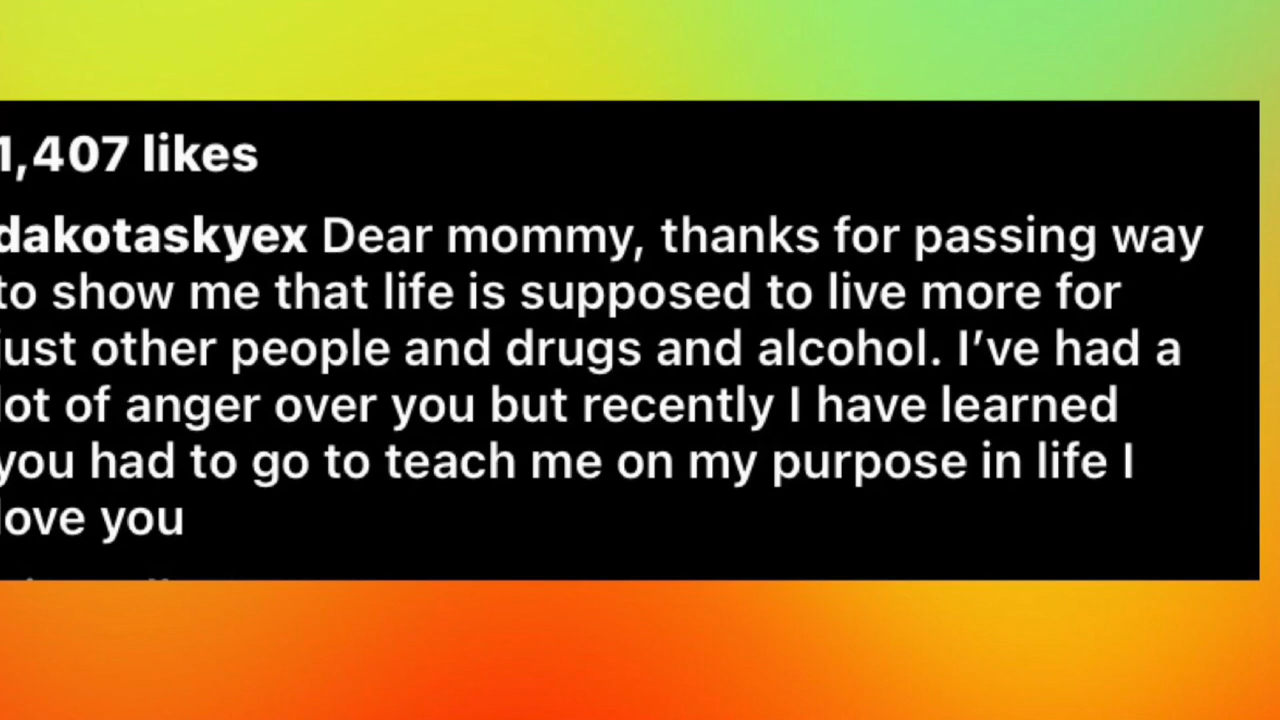 1,407 likes
dakotaskyex Dear mommy, thanks for passing way
to show me that life is supposed to live more for
just other people and drugs and alcohol. I’ve had a
lot of anger over you but recently I have learned
you had to go to teach me on my purpose in life I
love you